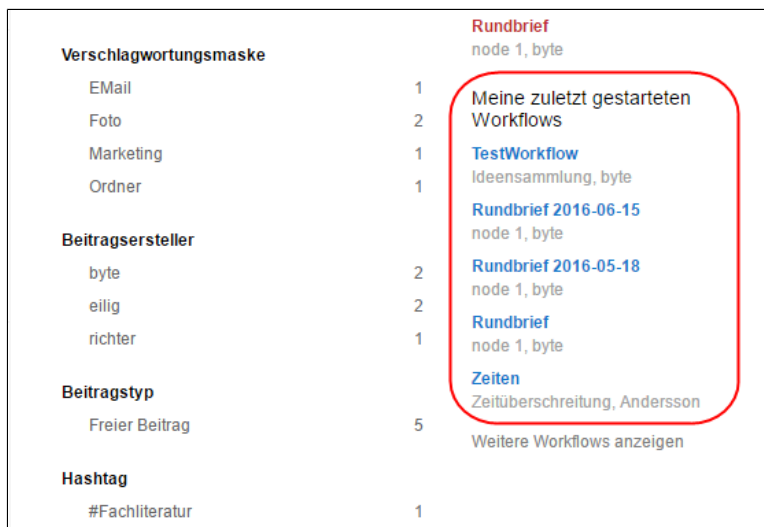 Verschlagwortungsmaske
EMail 1
Foto 2
Marketing 1
Ordner 1
Beitragsersteller
byte 2
eilig 2
richter 1
Beitragstyp
Freier Beitrag 5
Hashtag
#Fachliteratur 1
Rundbrief
node 1, byte
Meine zuletzt gestarteten
Workflows
TestWorkflow
Ideensammlung, byte
Rundbrief 2016-06-15
node 1, byte
Rundbrief 2016-05-18
node 1, byte
Rundbrief
node 1, byte
Zeiten
Zeitüberschreitung, Andersson
Weitere Workflows anzeigen